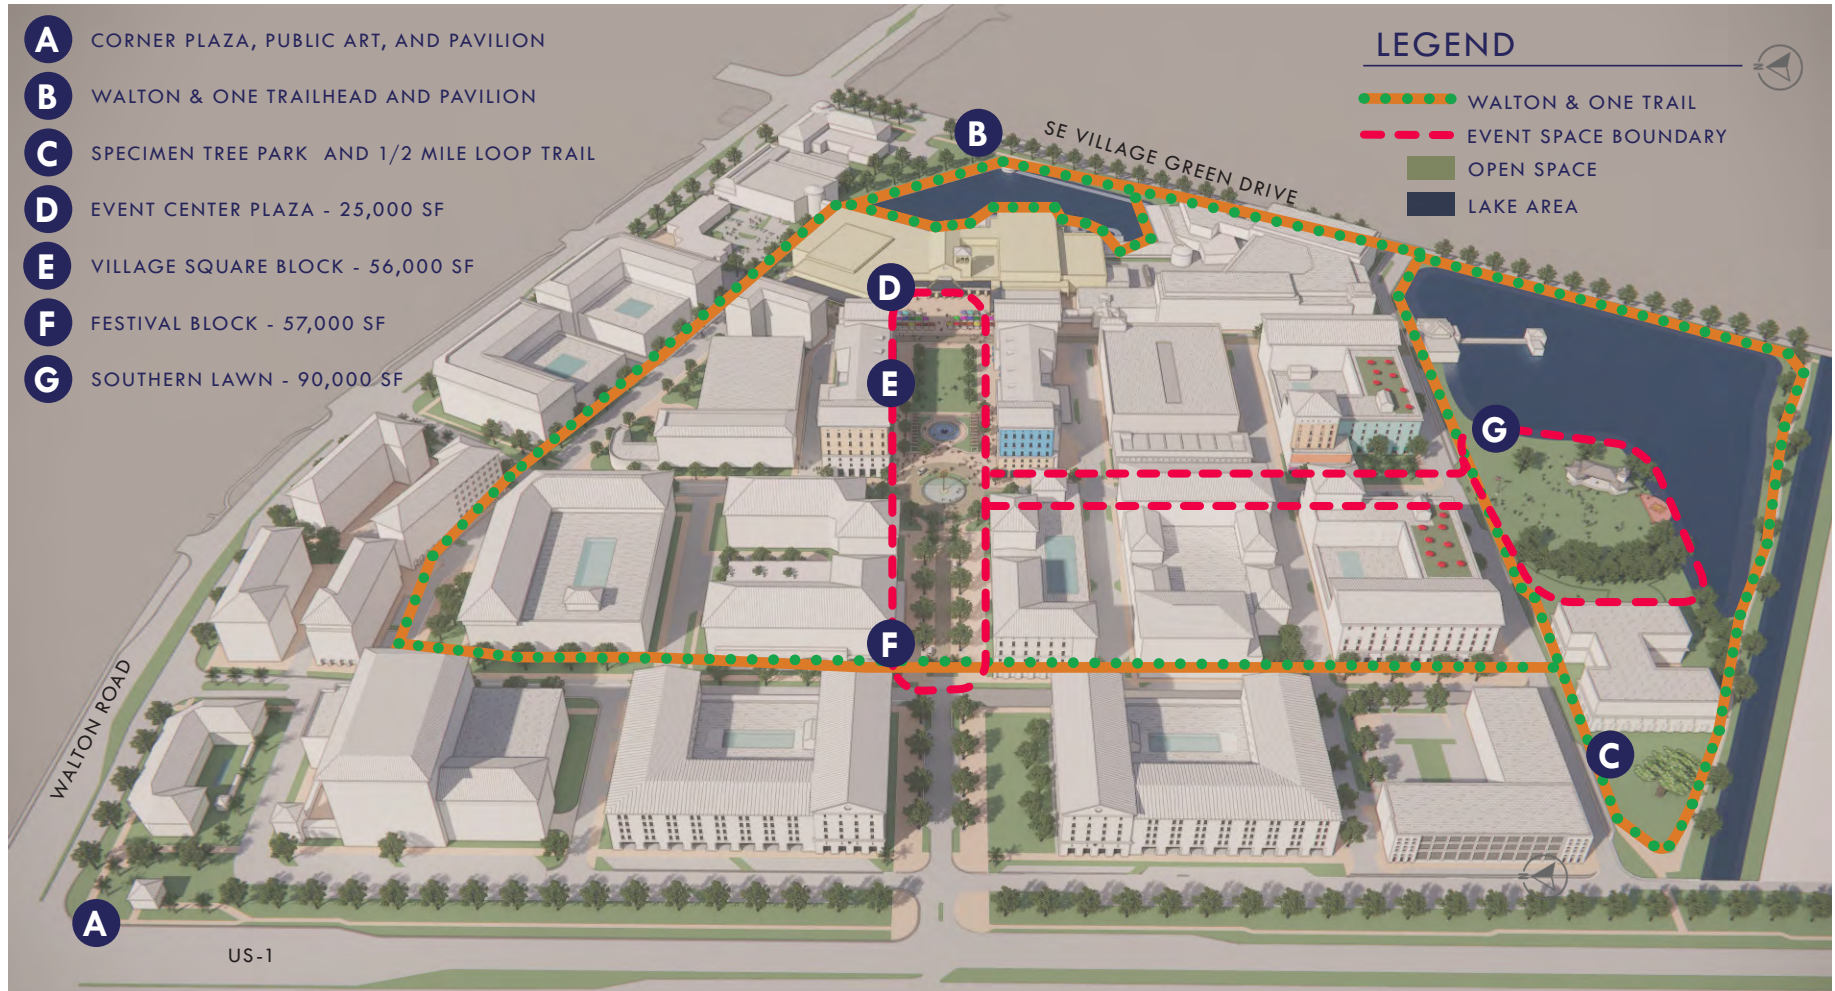 A CORNER PLAZA, PUBLIC ART, AND PAVILION
B WALTON & ONE TRAILHEAD AND PAVILION
C SPECIMEN TREE PARK AND 1/2 MILE LOOP TRAIL
D EVENT CENTER PLAZA - 25,000 SF
E VILLAGE SQUARE BLOCK - 56,000 SF
F FESTIVAL BLOCK - 57,000 SF
G SOUTHERN LAWN - 90,000 SF
LEGEND
N
WALTON & ONE TRAIL
EVENT SPACE BOUNDARY
OPEN SPACE
LAKE AREA
B
SE VILLAGE GREEN DRIVE
D
E
G
F
WALTON ROAD
C
N
A
US-1